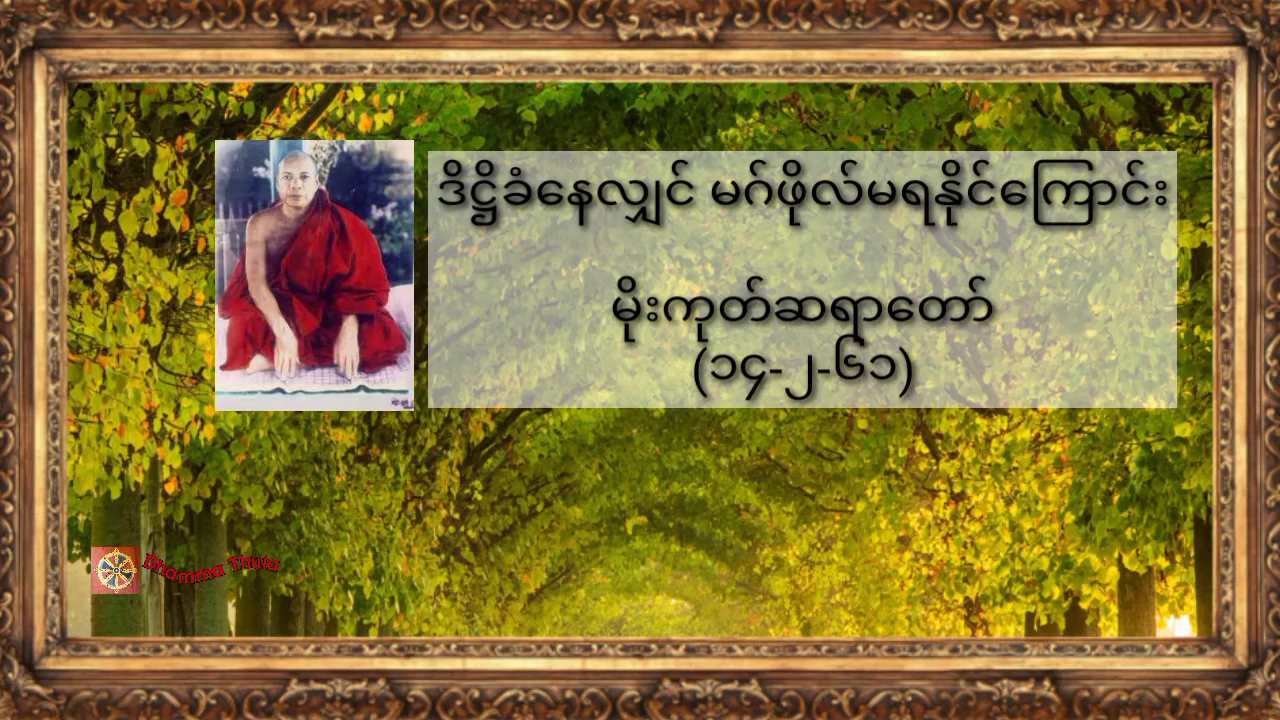 ဒိဋ္ဌိခံနေလျှင် မဂ်ဖိုလ်မရနိုင်ကြောင်း
မိုးကုတ်ဆရာတော်
(၁၄-၂-၆၁)
Dhamma Thuta